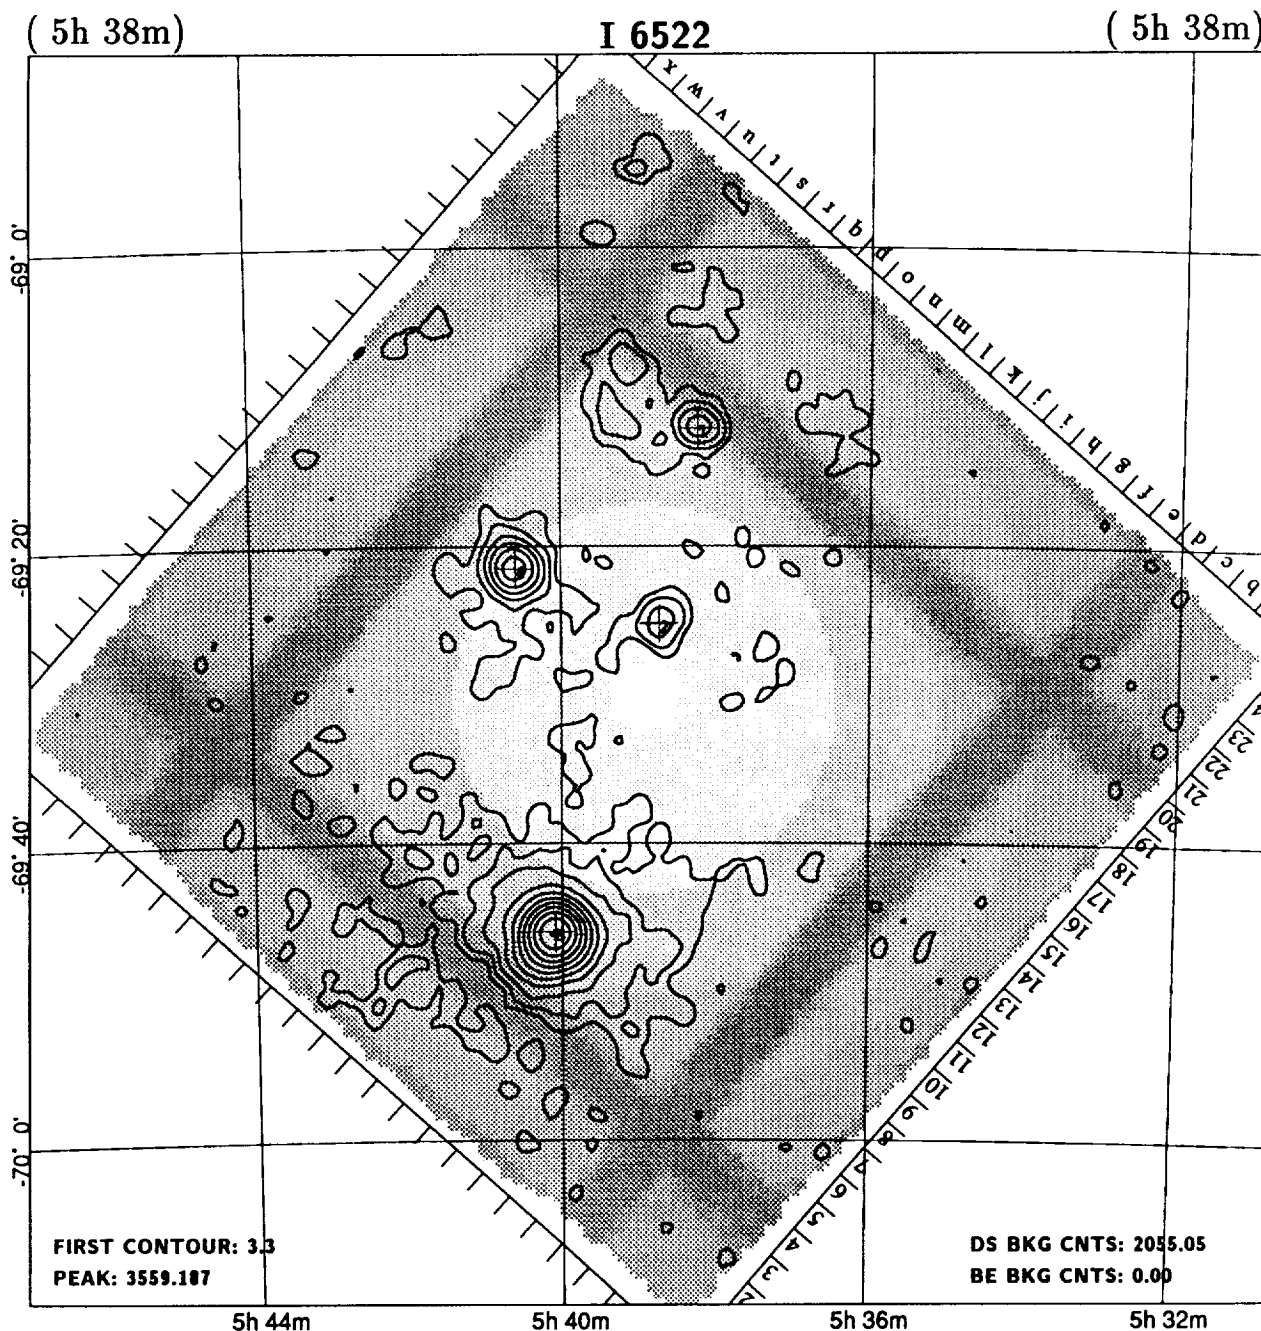 ( 5h 38m)
I 6522
( 5h 38m)
x w v u t s r q p o n m l k j i h g f e d c b
-69° 0'
-69° 20'
-69° 40'
-70° 0'
23 22 21 20 19 18 17 16 15 14 13 12 11 10 9 8 7 6 5 4 3 2
FIRST CONTOUR: 3.3
PEAK: 3559.187
DS BKG CNTS: 2055.05
BE BKG CNTS: 0.00
5h 44m
5h 40m
5h 36m
5h 32m